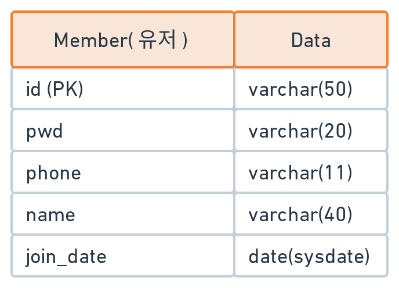 Member( 유저 ) Data
id (PK) varchar(50)
pwd varchar(20)
phone varchar(11)
name varchar(40)
join_date date(sysdate)